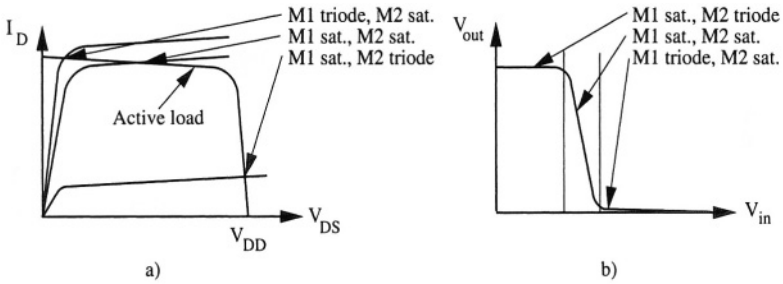 I_D
M1 triode, M2 sat.
M1 sat., M2 sat.
M1 sat., M2 triode
Active load
V_DD
V_DS
a)
V_out
M1 sat., M2 triode
M1 sat., M2 sat.
M1 triode, M2 sat.
V_in
b)